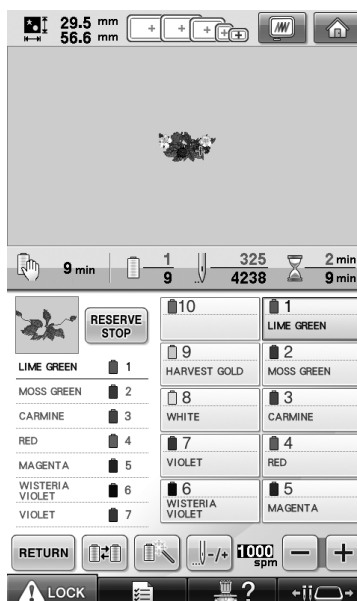 29.5 mm
56.6 mm
9 min 1 325 2 min
9 4238 9 min
RESERVE STOP
LIME GREEN 1
MOSS GREEN 2
CARMINE 3
RED 4
MAGENTA 5
WISTERIA VIOLET 6
VIOLET 7
10
1
LIME GREEN
9
HARVEST GOLD
2
MOSS GREEN
8
WHITE
3
CARMINE
7
VIOLET
4
RED
6
WISTERIA VIOLET
5
MAGENTA
RETURN -/+ 1000 spm - +
LOCK ?